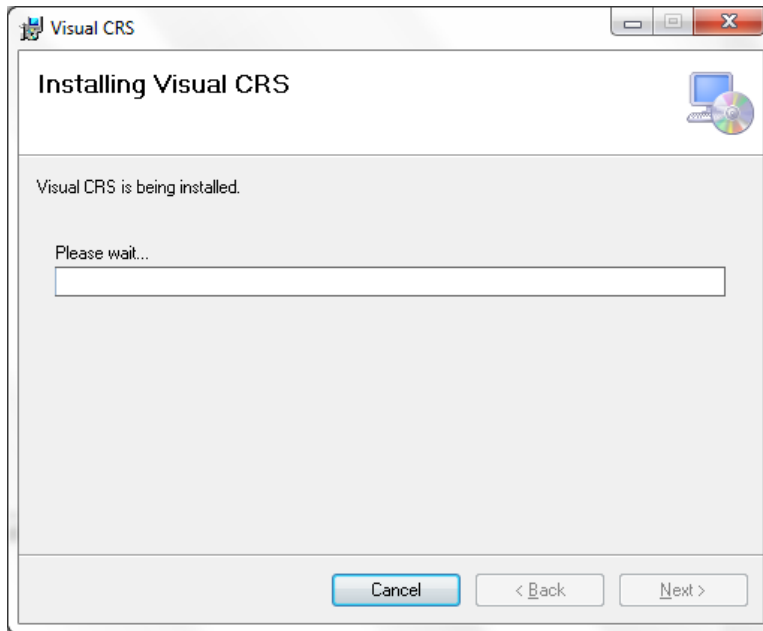 Visual CRS
Installing Visual CRS
Visual CRS is being installed.
Please wait...
Cancel
< Back
Next >